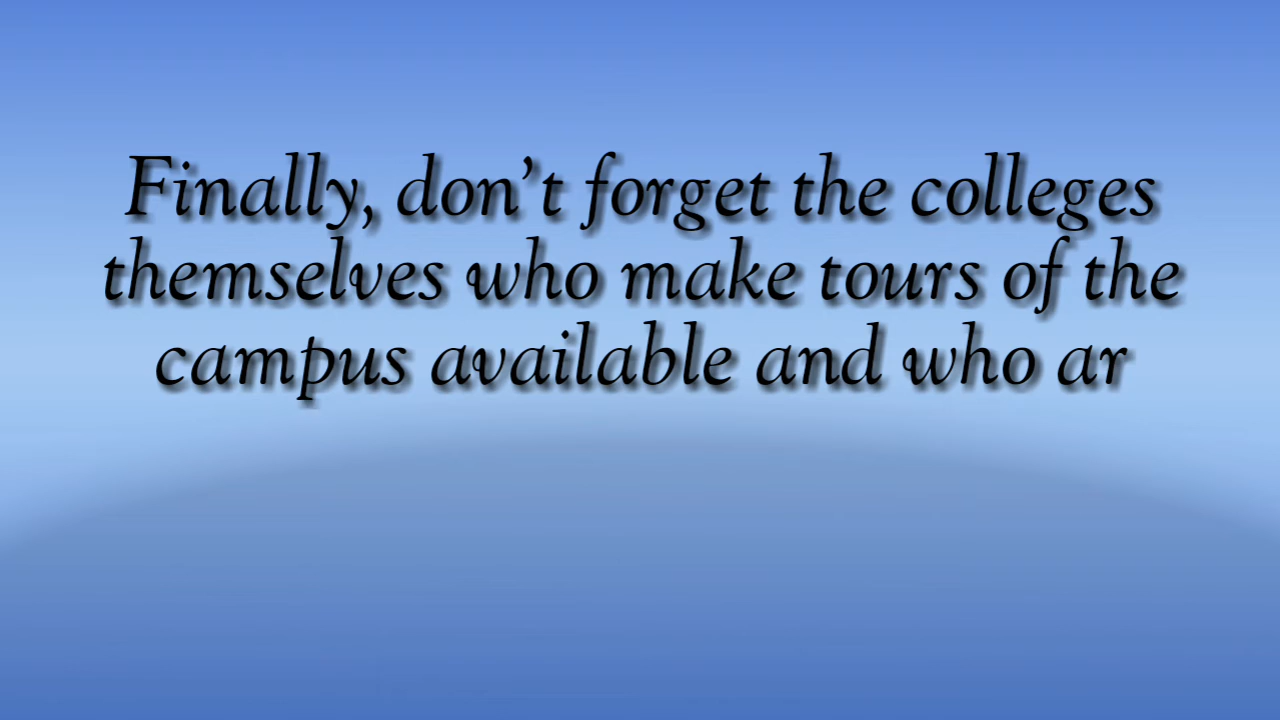 Finally, don’t forget the colleges
themselves who make tours of the
campus available and who ar